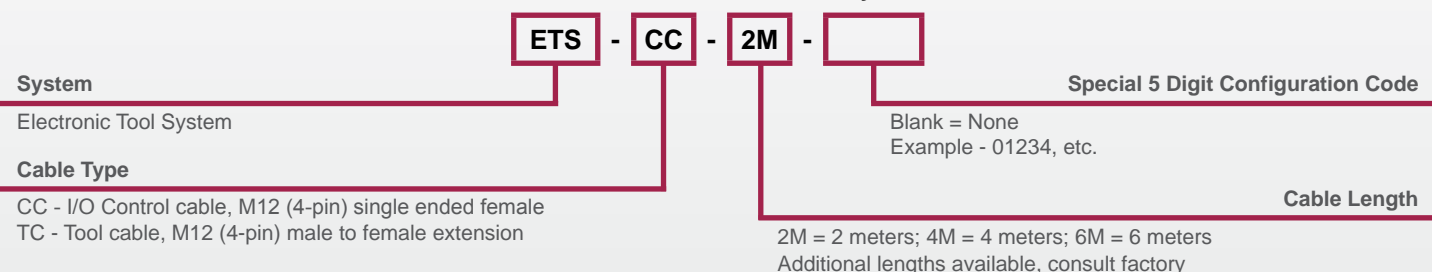 ETS - CC - 2M -
System
Electronic Tool System
Cable Type
CC - I/O Control cable, M12 (4-pin) single ended female
TC - Tool cable, M12 (4-pin) male to female extension
Special 5 Digit Configuration Code
Blank = None
Example - 01234, etc.
Cable Length
2M = 2 meters; 4M = 4 meters; 6M = 6 meters
Additional lengths available, consult factory